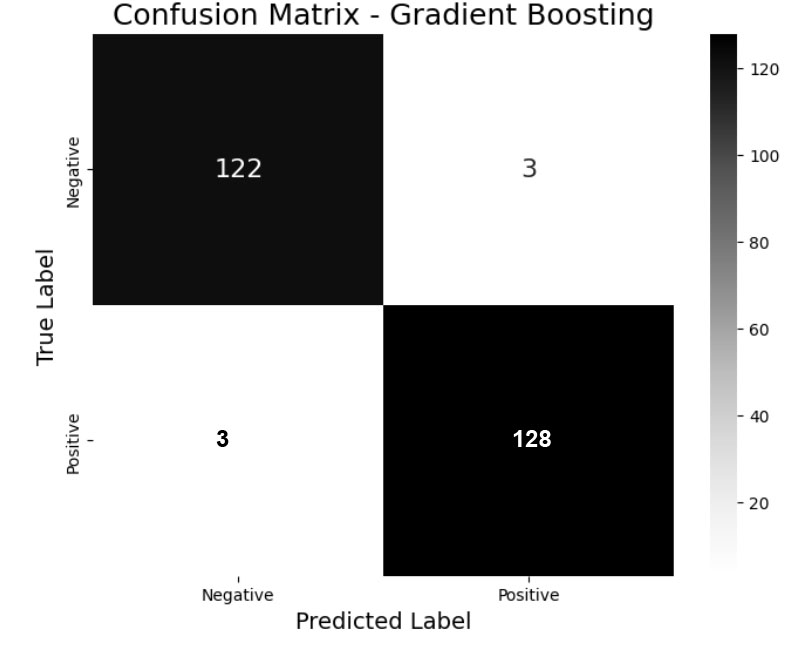 Confusion Matrix - Gradient Boosting
True Label
Negative
122
3
Positive
3
128
Negative
Positive
Predicted Label
120
100
80
60
40
20